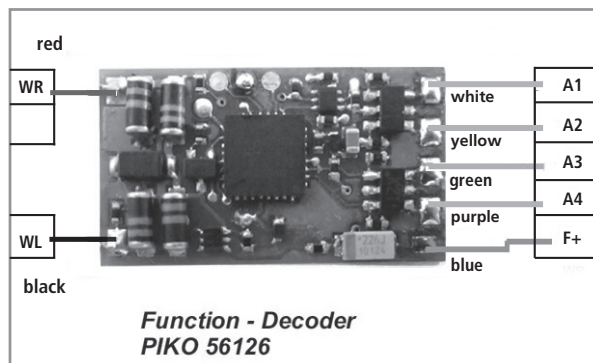 red
WR
WL
black
white
yellow
green
purple
blue
A1
A2
A3
A4
F+
Function - Decoder
PIKO 56126